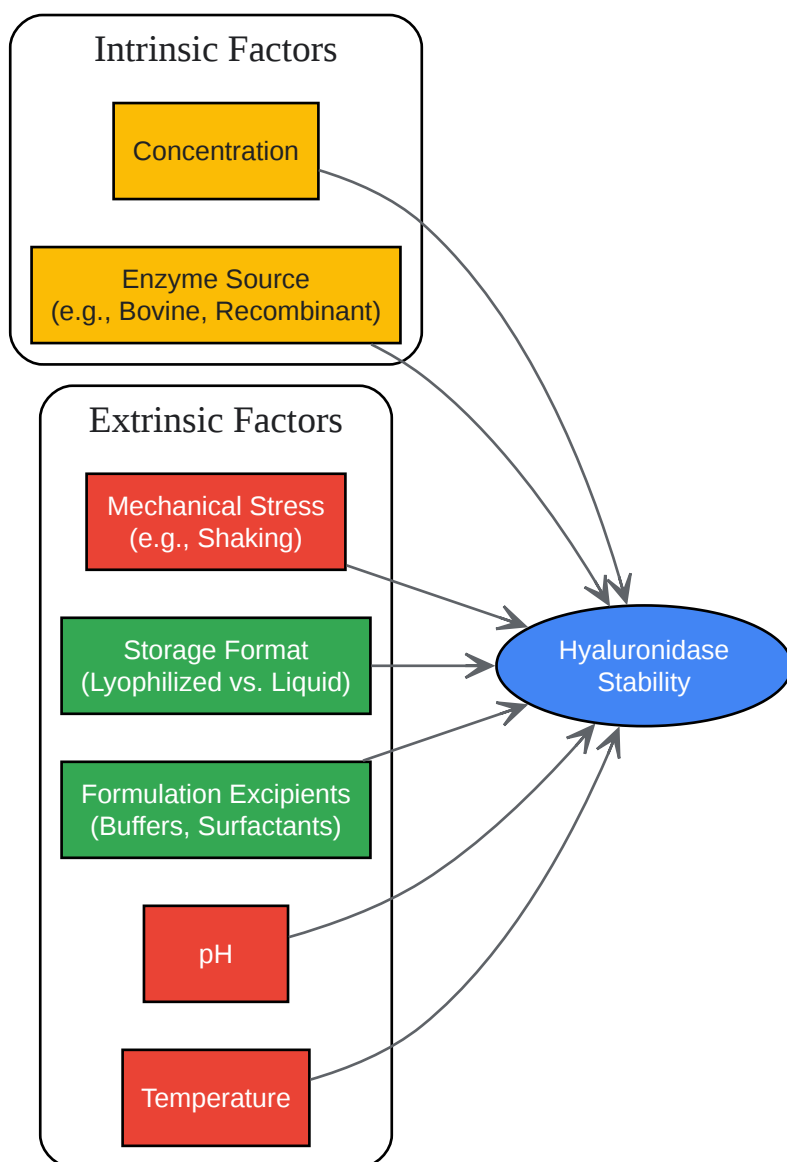 Intrinsic Factors
Concentration
Enzyme Source
(e.g., Bovine, Recombinant)
Extrinsic Factors
Mechanical Stress
(e.g., Shaking)
Storage Format
(Lyophilized vs. Liquid)
Formulation Excipients
(Buffers, Surfactants)
pH
Temperature
Hyaluronidase
Stability